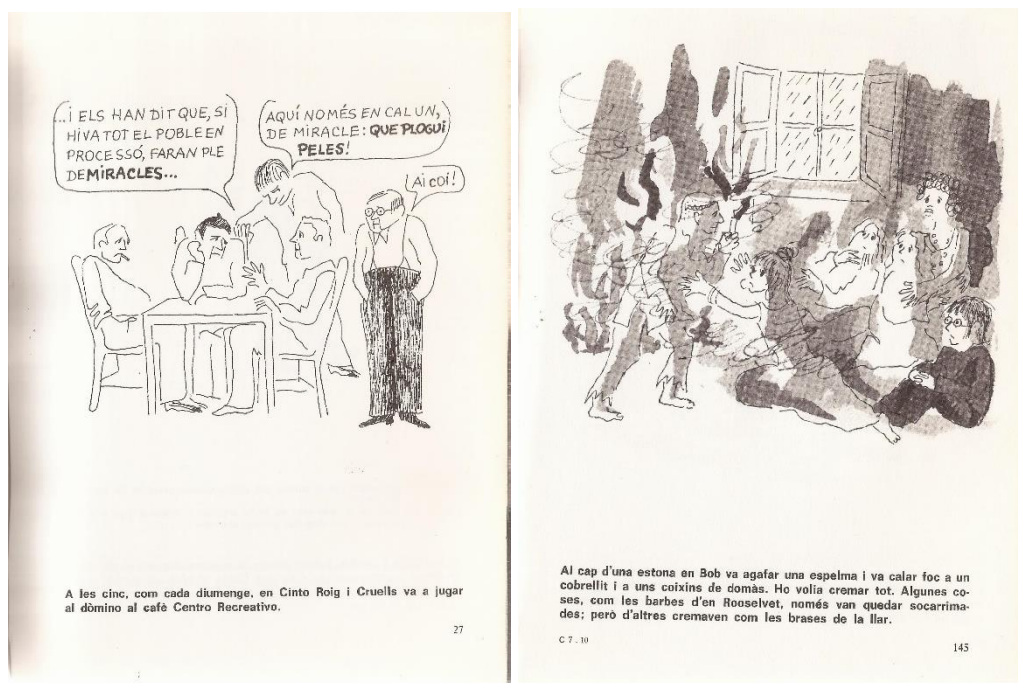 ...I ELS HAN DIT QUE, SI
HI VA TOT EL POBLE EN
PROCESSÓ, FARAN PLE
DE MIRACLES...
AQUÍ NOMÉS EN CAL UN,
DE MIRACLE: QUE PLOGUI
PELES!
AI COI!
A les cinc, com cada diumenge, en Cinto Roig i Cruells va a jugar
al dòmino al cafè Centro Recreativo.
27
Al cap d'una estona en Bob va agafar una espelma i va calar foc a un
cobrellit i a uns coixins de domàs. Ho volia cremar tot. Algunes co-
ses, com les barbes d'en Rooselvet, només van quedar socarrima-
des; però d'altres cremaven com les brases de la llar.
C 7 . 10
145